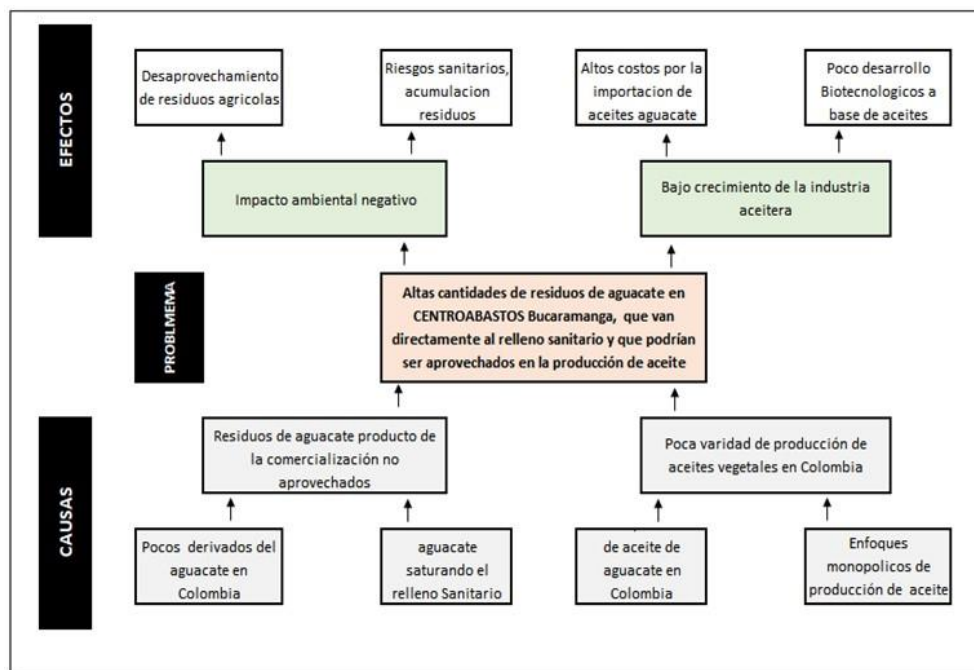 EFECTOS
Desaprovechamiento
de residuos agricolas
Riesgos sanitarios,
acumulacion
residuos
Altos costos por la
importacion de
aceites aguacate
Poco desarrollo
Biotecnologicos a
base de aceites
Impacto ambiental negativo
Bajo crecimiento de la industria
aceitera
PROBLMEMA
Altas cantidades de residuos de aguacate en
CENTROABASTOS Bucaramanga, que van
directamente al relleno sanitario y que podrían
ser aprovechados en la producción de aceite
CAUSAS
Residuos de aguacate producto de
la comercialización no
aprovechados
Poca varidad de producción de
aceites vegetales en Colombia
Pocos derivados del
aguacate en
Colombia
aguacate
saturando el
relleno Sanitario
de aceite de
aguacate en
Colombia
Enfoques
monopolicos de
producción de aceite